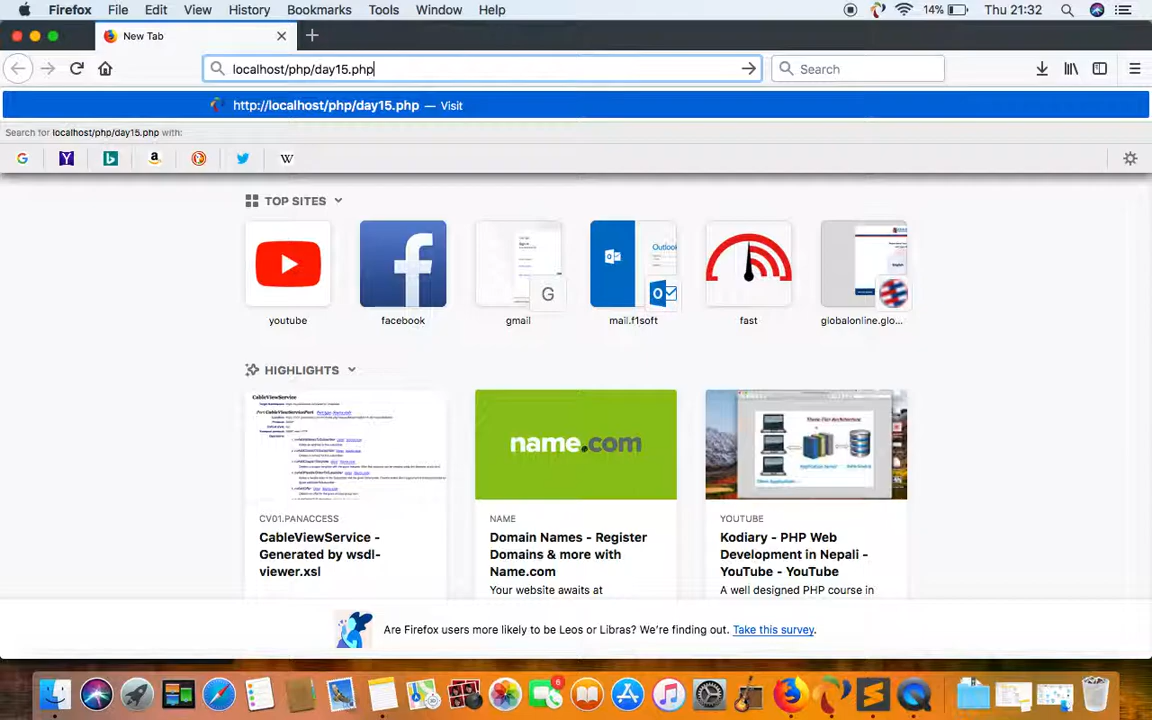 Firefox File Edit View History Bookmarks Tools Window Help 14% Thu 21:32
New Tab
localhost/php/day15.php Search
http://localhost/php/day15.php — Visit
Search for localhost/php/day15.php with:
TOP SITES
youtube facebook gmail mail.f1soft fast globalonline.glo...
HIGHLIGHTS
CableViewService
name.com
CV01.PANACCESS
CableViewService -
Generated by wsdl-
viewer.xsl
NAME
Domain Names - Register
Domains & more with
Name.com
Your website awaits at
YOUTUBE
Kodiary - PHP Web
Development in Nepali -
YouTube - YouTube
A well designed PHP course in
Are Firefox users more likely to be Leos or Libras? We're finding out. Take this survey.